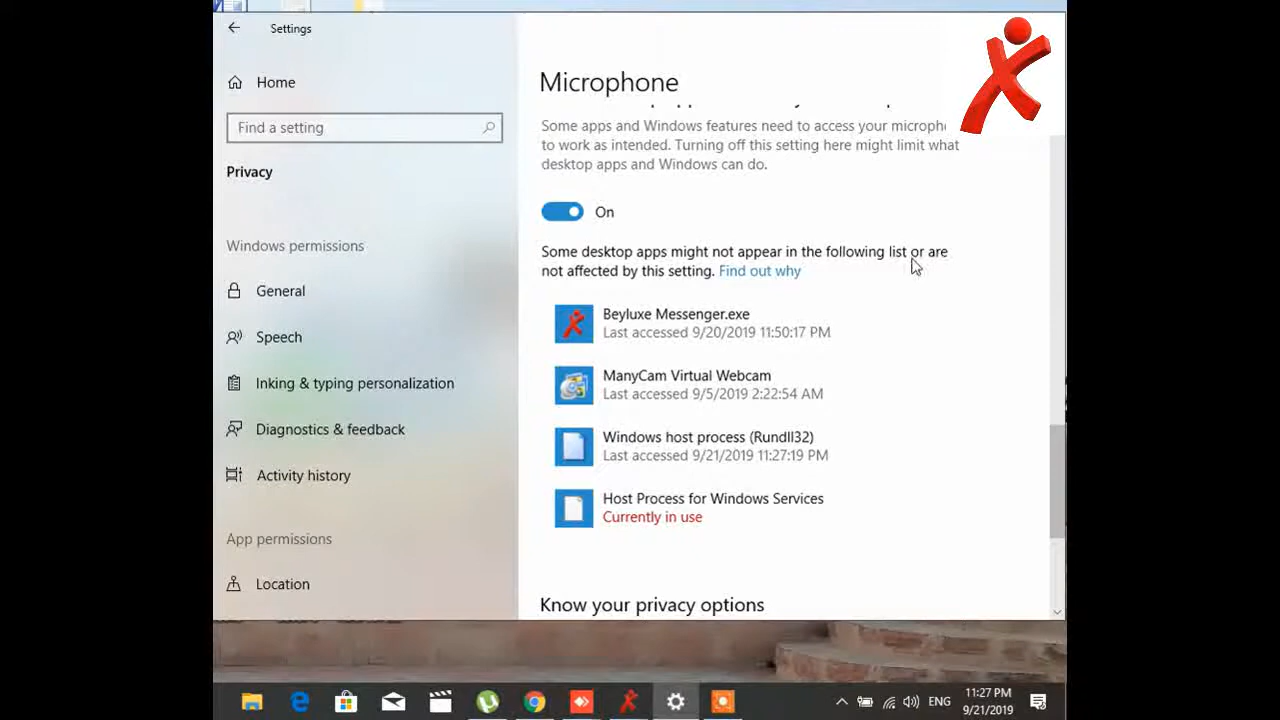 Settings
Home
Find a setting
Privacy
Windows permissions
General
Speech
Inking & typing personalization
Diagnostics & feedback
Activity history
App permissions
Location
Microphone
Some apps and Windows features need to access your microph
to work as intended. Turning off this setting here might limit what
desktop apps and Windows can do.
On
Some desktop apps might not appear in the following list or are
not affected by this setting. Find out why
Beyluxe Messenger.exe
Last accessed 9/20/2019 11:50:17 PM
ManyCam Virtual Webcam
Last accessed 9/5/2019 2:22:54 AM
Windows host process (Rundll32)
Last accessed 9/21/2019 11:27:19 PM
Host Process for Windows Services
Currently in use
Know your privacy options
ENG
11:27 PM
9/21/2019